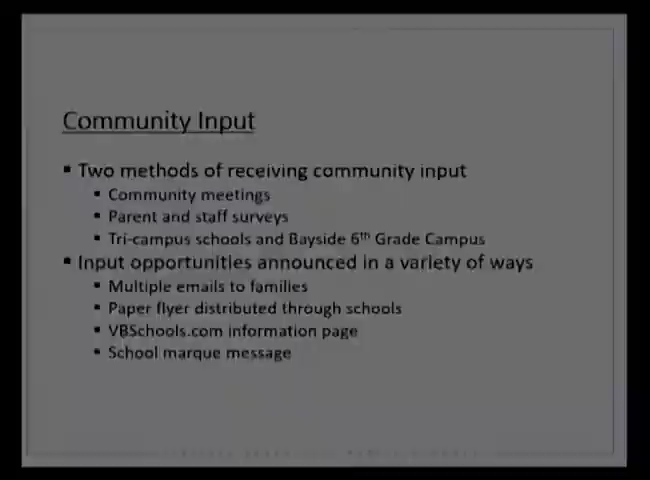 Community Input
▪ Two methods of receiving community input
▪ Community meetings
▪ Parent and staff surveys
▪ Tri-campus schools and Bayside 6th Grade Campus
▪ Input opportunities announced in a variety of ways
▪ Multiple emails to families
▪ Paper flyer distributed through schools
▪ VBSchools.com information page
▪ School marque message